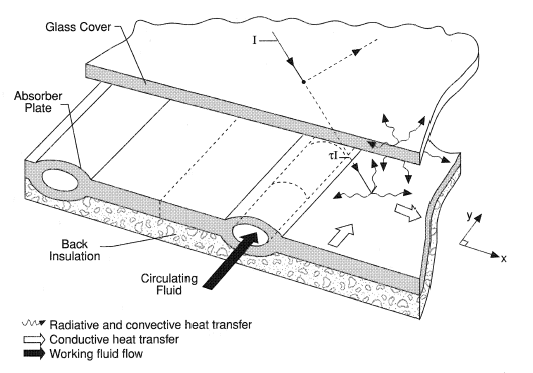 Glass Cover
I
Absorber
Plate
τI
y
x
Back
Insulation
Circulating
Fluid
Radiative and convective heat transfer
Conductive heat transfer
Working fluid flow